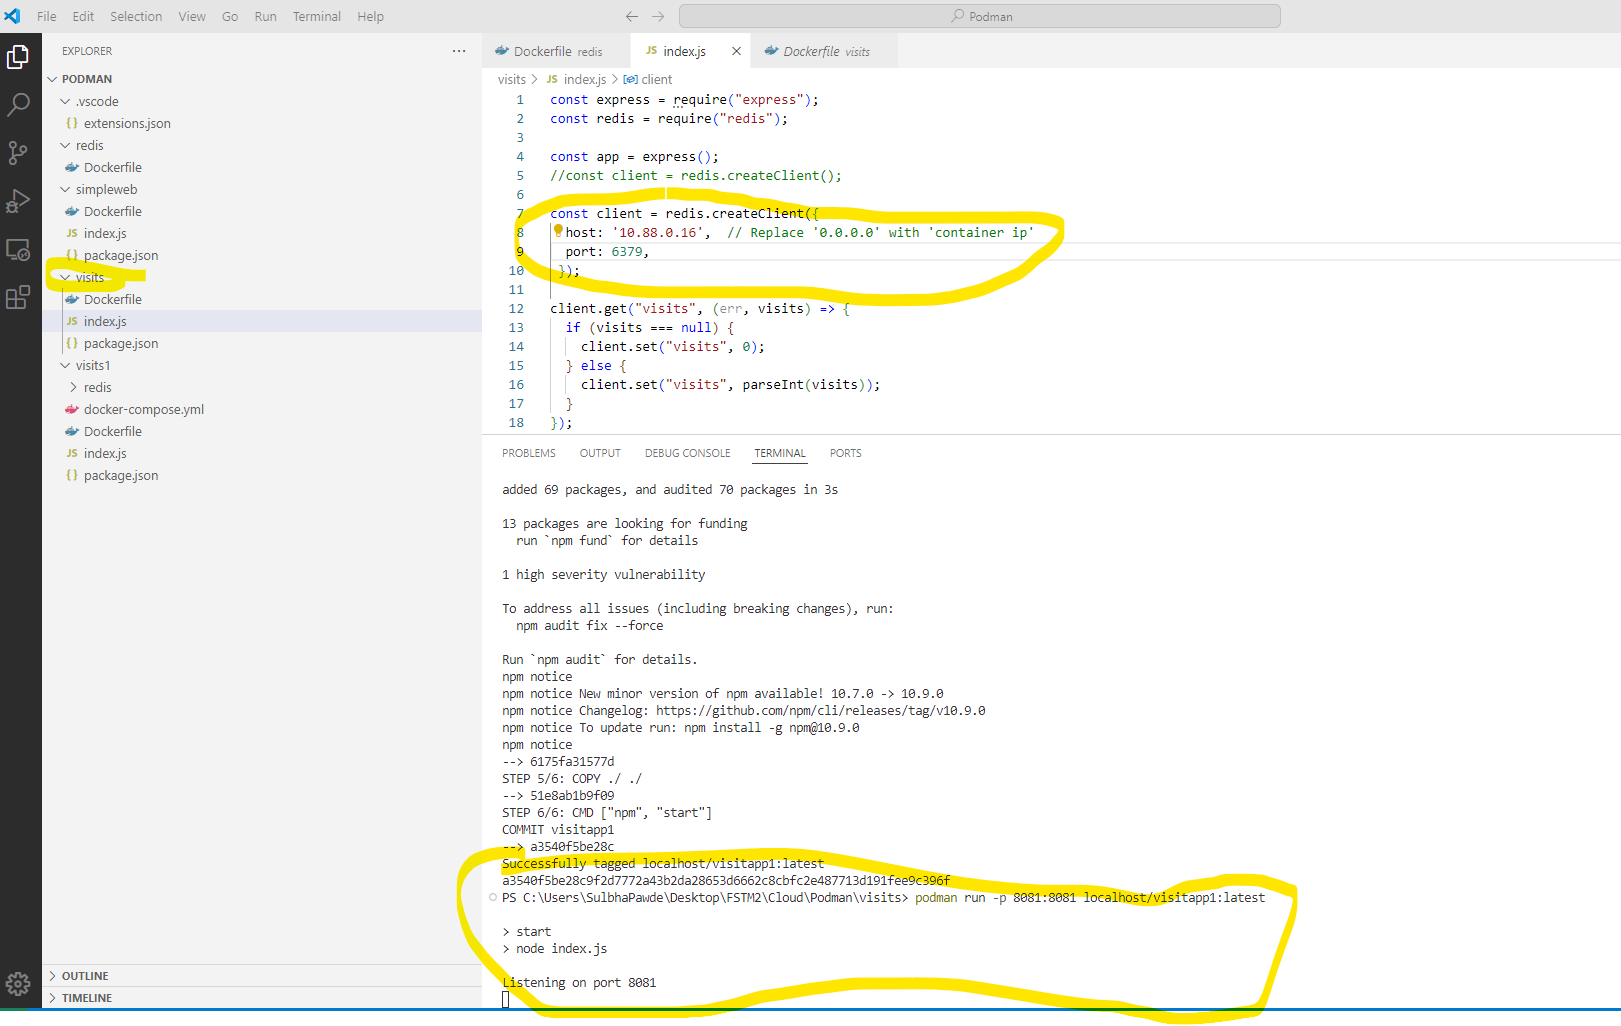 File Edit Selection View Go Run Terminal Help
Podman
EXPLORER
PODMAN
.vscode
{} extensions.json
redis
Dockerfile
simpleweb
Dockerfile
JS index.js
{} package.json
visits
Dockerfile
JS index.js
{} package.json
visits1
redis
docker-compose.yml
Dockerfile
JS index.js
{} package.json
OUTLINE
TIMELINE
Dockerfile redis
JS index.js
Dockerfile visits
visits > JS index.js > client
1 const express = require("express");
2 const redis = require("redis");
3
4 const app = express();
5 //const client = redis.createClient();
6
7 const client = redis.createClient({
8 host: '10.88.0.16', // Replace '0.0.0.0' with 'container ip'
9 port: 6379,
10 });
11
12 client.get("visits", (err, visits) => {
13 if (visits === null) {
14 client.set("visits", 0);
15 } else {
16 client.set("visits", parseInt(visits));
17 }
18 });
PROBLEMS OUTPUT DEBUG CONSOLE TERMINAL PORTS
added 69 packages, and audited 70 packages in 3s
13 packages are looking for funding
run `npm fund` for details
1 high severity vulnerability
To address all issues (including breaking changes), run:
npm audit fix --force
Run `npm audit` for details.
npm notice
npm notice New minor version of npm available! 10.7.0 -> 10.9.0
npm notice Changelog: https://github.com/npm/cli/releases/tag/v10.9.0
npm notice To update run: npm install -g npm@10.9.0
npm notice
--> 6175fa31577d
STEP 5/6: COPY ./ ./
--> 51e8ab1b9f09
STEP 6/6: CMD ["npm", "start"]
COMMIT visitapp1
--> a3540f5be28c
Successfully tagged localhost/visitapp1:latest
a3540f5be28c9f2d7772a43b2da28653d6662c8cbfc2e487713d191fee9c396f
PS C:\Users\SulbhaPawde\Desktop\FSTM2\Cloud\Podman\visits> podman run -p 8081:8081 localhost/visitapp1:latest
> start
> node index.js
Listening on port 8081